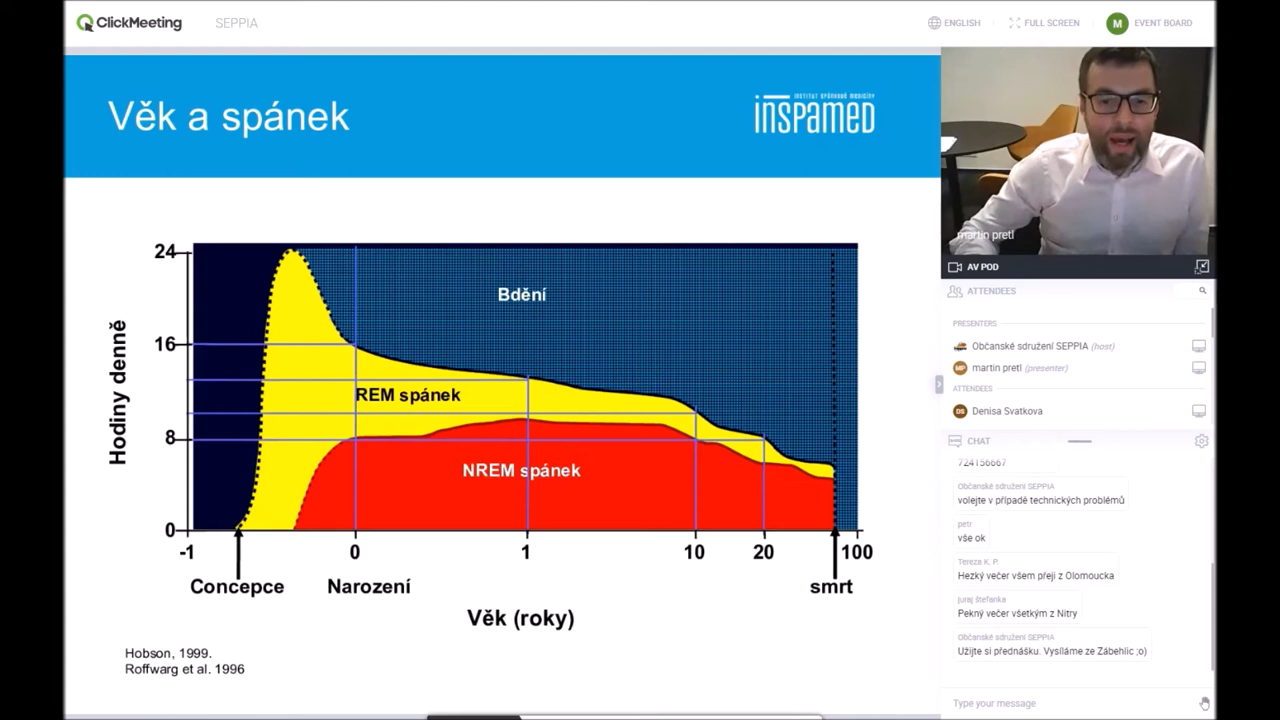 ClickMeeting
SEPPIA
ENGLISH
FULL SCREEN
M
EVENT BOARD
Věk a spánek
INSTITUT SPÁNKOVÉ MEDICÍNY
inspamed
24
16
8
0
Hodiny denně
Bdění
REM spánek
NREM spánek
-1
0
1
10
20
100
Concepce
Narození
smrt
Věk (roky)
Hobson, 1999.
Roffwarg et al. 1996
martin pretl
AV POD
ATTENDEES
PRESENTERS
Občanské sdružení SEPPIA (host)
MP
martin pretl (presenter)
ATTENDEES
DS
Denisa Svatkova
CHAT
724156667
Občanské sdružení SEPPIA
volejte v případě technických problémů
petr
vše ok
Tereza K. P.
Hezký večer všem přeji z Olomoucka
juraj štefanka
Pekný večer všetkým z Nitry
Občanské sdružení SEPPIA
Užijte si přednášku. Vysíláme ze Záběhlic ;o)
Type your message